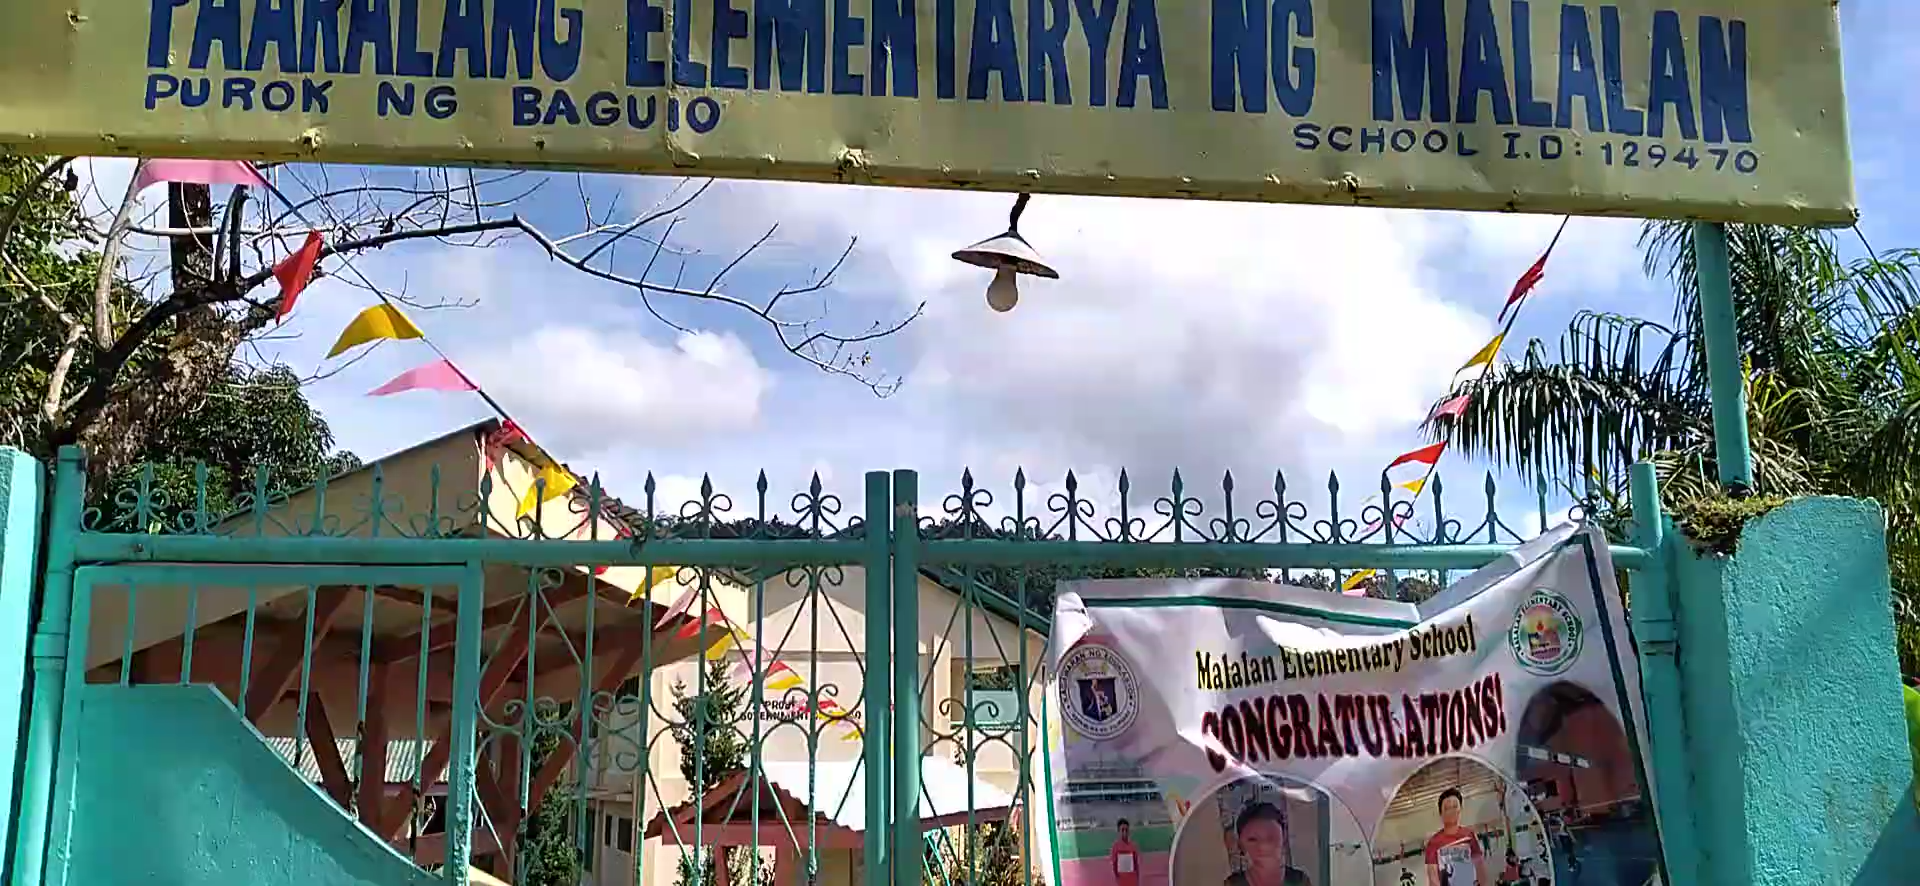 PAARALANG ELEMENTARYA NG MALALAN
PUROK NG BAGUIO
SCHOOL I.D: 129470
Malalan Elementary School
CONGRATULATIONS!